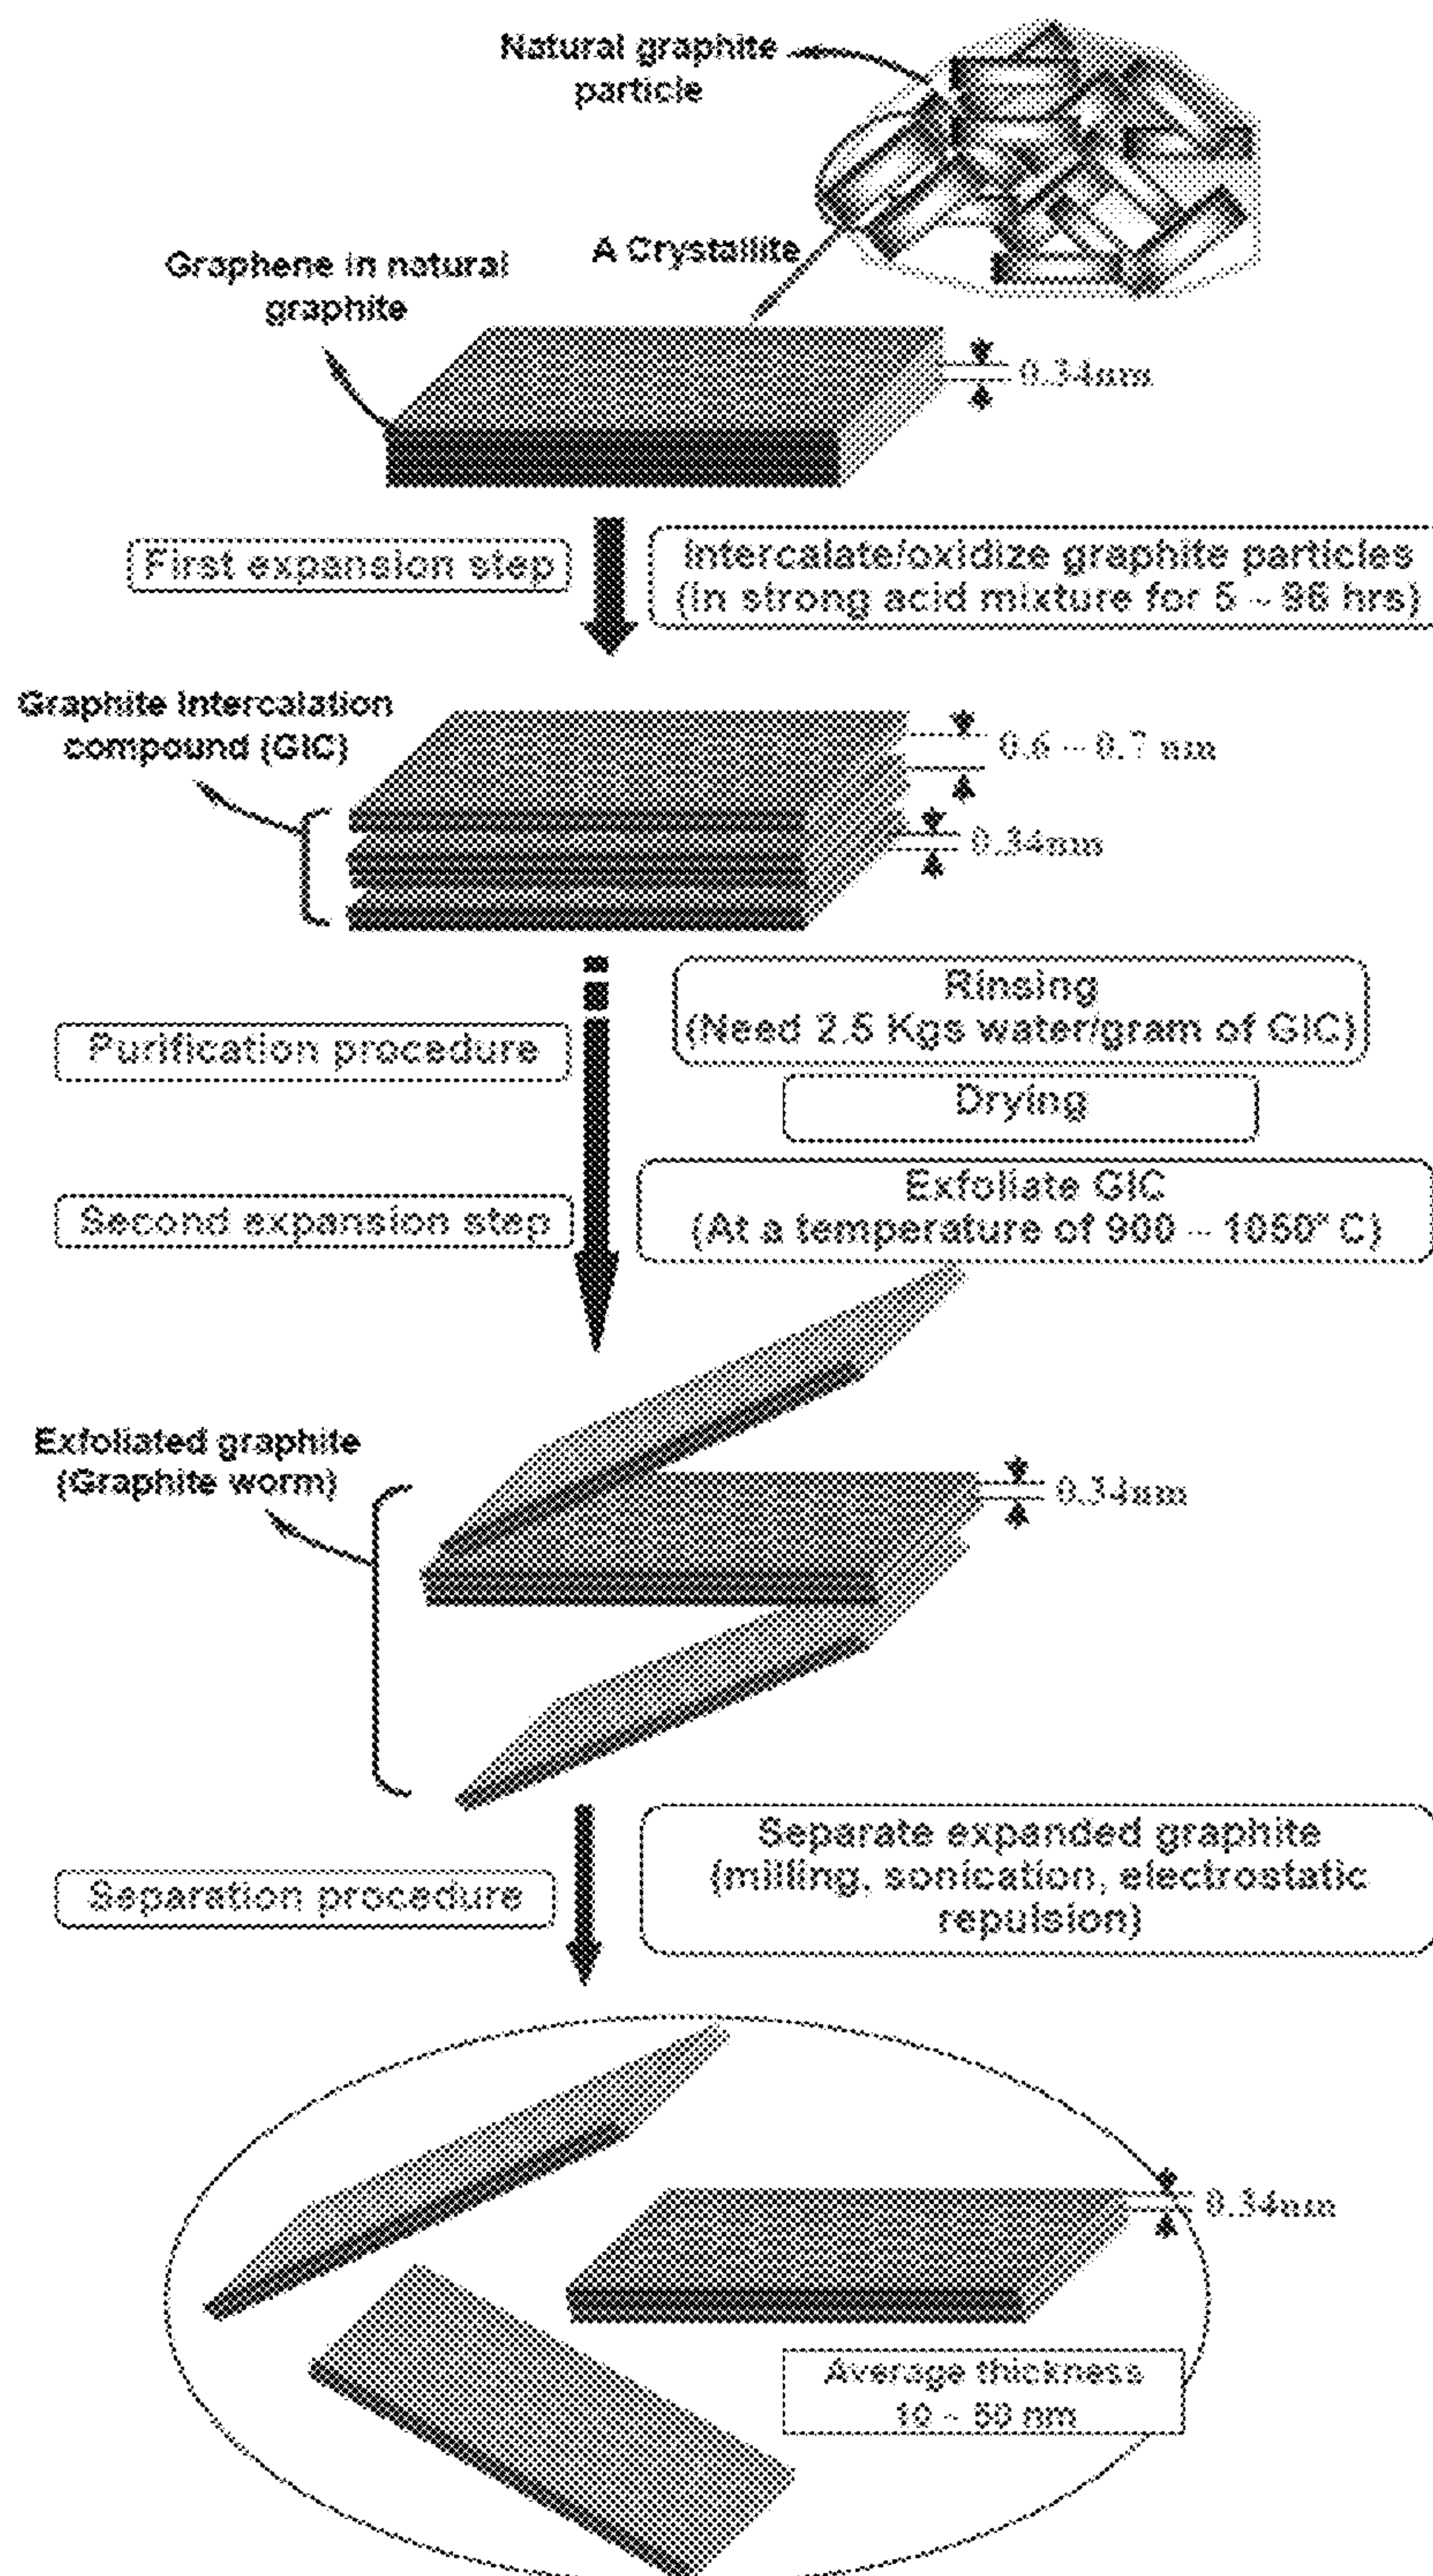 Natural graphite
particle
A Crystallite
Graphene in natural
graphite
0.34nm
First expansion step
Intercalate/oxidize graphite particles
(in strong acid mixture for 5 ~ 96 hrs)
Graphite intercalation
compound (GIC)
0.6 ~ 0.7 nm
0.34nm
Purification procedure
Rinsing
(Need 2.5 Kgs water/gram of GIC)
Drying
Second expansion step
Exfoliate GIC
(At a temperature of 900 ~ 1050° C)
Exfoliated graphite
(Graphite worm)
0.34nm
Separation procedure
Separate expanded graphite
(milling, sonication, electrostatic
repulsion)
0.34nm
Average thickness
10 ~ 50 nm